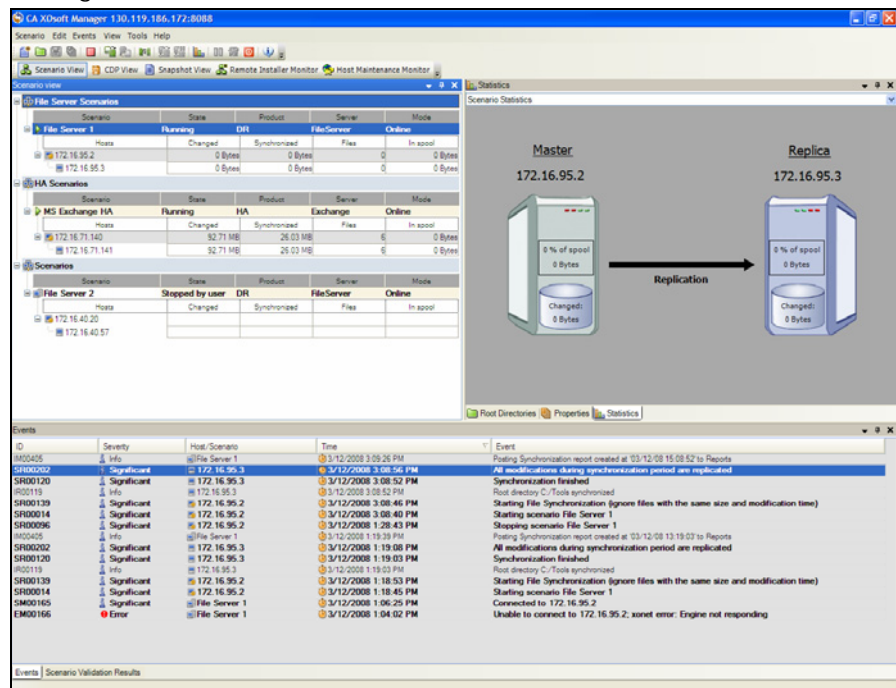 CA XOsoft Manager 130.119.186.172:8088
Scenario Edit Events View Tools Help
Scenario View CDP View Snapshot View Remote Installer Monitor Host Maintenance Monitor
Scenario view
Statistics
Scenario Statistics
File Server Scenarios
Scenario State Product Server Mode
File Server 1 Running DR FileServer Online
Hosts Changed Synchronized Files In spool
172.16.95.2 0 Bytes 0 Bytes 0 0 Bytes
172.16.95.3 0 Bytes 0 Bytes 0 0 Bytes
HA Scenarios
Scenario State Product Server Mode
MS Exchange HA Running HA Exchange Online
Hosts Changed Synchronized Files In spool
172.16.71.140 92.71 MB 26.03 MB 6 0 Bytes
172.16.71.141 92.71 MB 26.03 MB 6 0 Bytes
Scenarios
Scenario State Product Server Mode
File Server 2 Stopped by user DR FileServer Online
Hosts Changed Synchronized Files In spool
172.16.40.20
172.16.40.57
Master Replica
172.16.95.2 172.16.95.3
0 % of spool
0 Bytes
0 % of spool
0 Bytes
Replication
Changed:
0 Bytes
Changed:
0 Bytes
Root Directories Properties Statistics
Events
ID Severity Host/Scenario Time Event
IM00405 Info File Server 1 3/12/2008 3:09:26 PM Posting Synchronization report created at '03/12/08 15:08:52' to Reports
SR00202 Significant 172.16.95.3 3/12/2008 3:08:56 PM All modifications during synchronization period are replicated
SR00120 Significant 172.16.95.3 3/12/2008 3:08:52 PM Synchronization finished
IR00119 Info 172.16.95.3 3/12/2008 3:08:52 PM Root directory C:/Tools synchronized
SR00139 Significant 172.16.95.2 3/12/2008 3:08:46 PM Starting File Synchronization (ignore files with the same size and modification time)
SR00014 Significant 172.16.95.2 3/12/2008 3:08:40 PM Starting scenario File Server 1
SR00096 Significant 172.16.95.2 3/12/2008 1:28:43 PM Stopping scenario File Server 1
IM00405 Info File Server 1 3/12/2008 1:19:39 PM Posting Synchronization report created at '03/12/08 13:19:03' to Reports
SR00202 Significant 172.16.95.3 3/12/2008 1:19:08 PM All modifications during synchronization period are replicated
SR00120 Significant 172.16.95.3 3/12/2008 1:19:03 PM Synchronization finished
IR00119 Info 172.16.95.3 3/12/2008 1:19:03 PM Root directory C:/Tools synchronized
SR00139 Significant 172.16.95.2 3/12/2008 1:18:53 PM Starting File Synchronization (ignore files with the same size and modification time)
SR00014 Significant 172.16.95.2 3/12/2008 1:18:45 PM Starting scenario File Server 1
SM00165 Significant File Server 1 3/12/2008 1:06:25 PM Connected to 172.16.95.2
EM00166 Error File Server 1 3/12/2008 1:04:02 PM Unable to connect to 172.16.95.2; xonet error: Engine not responding
Events Scenario Validation Results